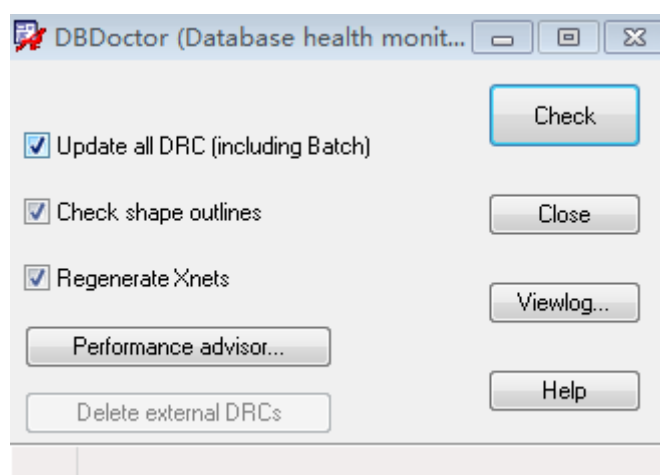 DBDoctor (Database health monit...
Check
Update all DRC (including Batch)
Check shape outlines
Close
Regenerate Xnets
Viewlog...
Performance advisor...
Help
Delete external DRCs